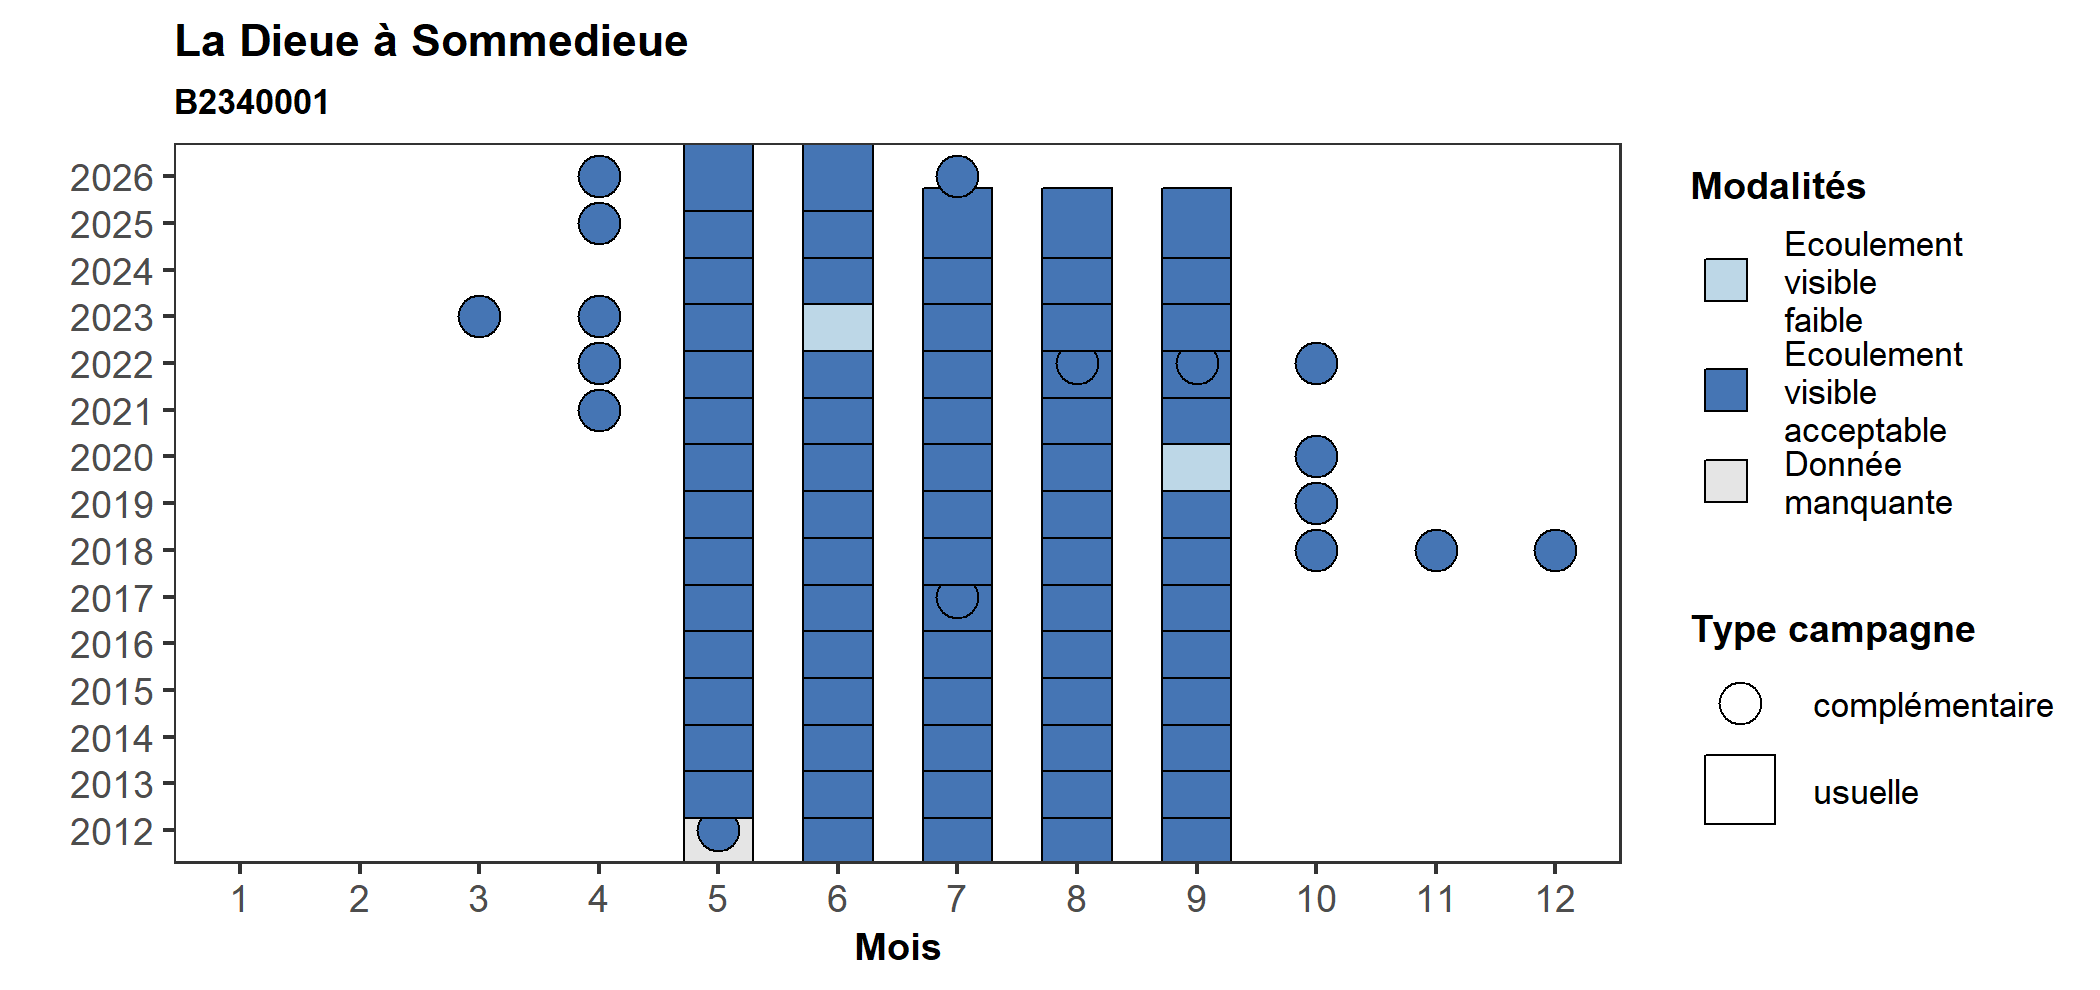 La Dieue à Sommedieue
B2340001
2026
2025
2024
2023
2022
2021
2020
2019
2018
2017
2016
2015
2014
2013
2012
1 2 3 4 5 6 7 8 9 10 11 12
Mois
Modalités
Ecoulement
visible
faible
Ecoulement
visible
acceptable
Donnée
manquante
Type campagne
complémentaire
usuelle